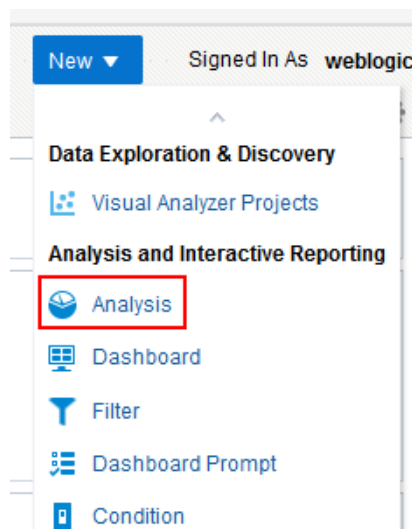 New Signed In As weblogic
Data Exploration & Discovery
Visual Analyzer Projects
Analysis and Interactive Reporting
Analysis
Dashboard
Filter
Dashboard Prompt
Condition